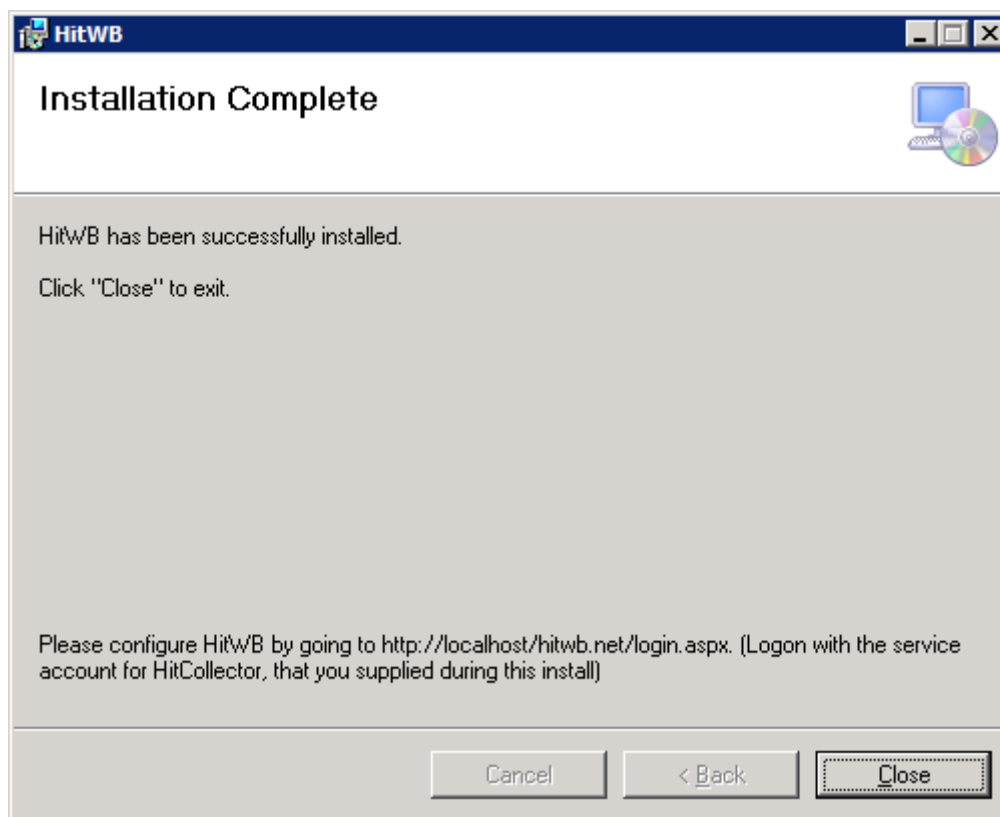 HitWB
Installation Complete
HitWB has been successfully installed.
Click "Close" to exit.
Please configure HitWB by going to http://localhost/hitwb.net/login.aspx. (Logon with the service
account for HitCollector, that you supplied during this install)
Cancel
< Back
Close